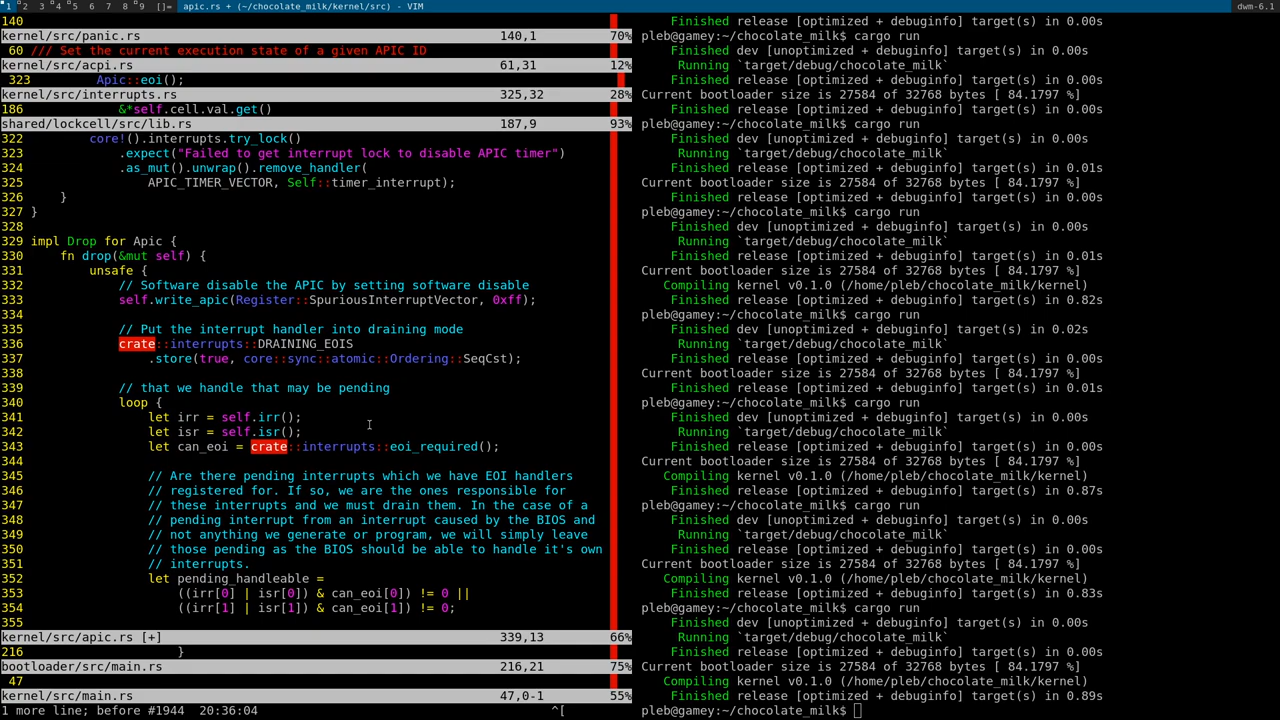 1 2 3 4 5 6 7 8 9 []= apic.rs + (~/chocolate_milk/kernel/src) - VIM dwm-6.1
140
kernel/src/panic.rs 140,1 70%
60 /// Set the current execution state of a given APIC ID
kernel/src/acpi.rs 61,31 12%
323 Apic::eoi();
kernel/src/interrupts.rs 325,32 28%
186 &*self.cell.val.get()
shared/lockcell/src/lib.rs 187,9 93%
322 core!().interrupts.try_lock()
323 .expect("Failed to get interrupt lock to disable APIC timer")
324 .as_mut().unwrap().remove_handler(
325 APIC_TIMER_VECTOR, Self::timer_interrupt);
326 }
327 }
328
329 impl Drop for Apic {
330 fn drop(&mut self) {
331 unsafe {
332 // Software disable the APIC by setting software disable
333 self.write_apic(Register::SpuriousInterruptVector, 0xff);
334
335 // Put the interrupt handler into draining mode
336 crate::interrupts::DRAINING_EOIS
337 .store(true, core::sync::atomic::Ordering::SeqCst);
338
339 // that we handle that may be pending
340 loop {
341 let irr = self.irr();
342 let isr = self.isr();
343 let can_eoi = crate::interrupts::eoi_required();
344
345 // Are there pending interrupts which we have EOI handlers
346 // registered for. If so, we are the ones responsible for
347 // these interrupts and we must drain them. In the case of a
348 // pending interrupt from an interrupt caused by the BIOS and
349 // not anything we generate or program, we will simply leave
350 // those pending as the BIOS should be able to handle it's own
351 // interrupts.
352 let pending_handleable =
353 ((irr[0] | isr[0]) & can_eoi[0]) != 0 ||
354 ((irr[1] | isr[1]) & can_eoi[1]) != 0;
355
kernel/src/apic.rs [+] 339,13 66%
216 }
bootloader/src/main.rs 216,21 75%
47
kernel/src/main.rs 47,0-1 55%
1 more line; before #1944 20:36:04 ^[
Finished release [optimized + debuginfo] target(s) in 0.00s
pleb@gamey:~/chocolate_milk$ cargo run
Finished dev [unoptimized + debuginfo] target(s) in 0.00s
Running `target/debug/chocolate_milk`
Finished release [optimized + debuginfo] target(s) in 0.00s
Current bootloader size is 27584 of 32768 bytes [ 84.1797 %]
Finished release [optimized + debuginfo] target(s) in 0.00s
pleb@gamey:~/chocolate_milk$ cargo run
Finished dev [unoptimized + debuginfo] target(s) in 0.00s
Running `target/debug/chocolate_milk`
Finished release [optimized + debuginfo] target(s) in 0.01s
Current bootloader size is 27584 of 32768 bytes [ 84.1797 %]
Finished release [optimized + debuginfo] target(s) in 0.00s
pleb@gamey:~/chocolate_milk$ cargo run
Finished dev [unoptimized + debuginfo] target(s) in 0.00s
Running `target/debug/chocolate_milk`
Finished release [optimized + debuginfo] target(s) in 0.01s
Current bootloader size is 27584 of 32768 bytes [ 84.1797 %]
Compiling kernel v0.1.0 (/home/pleb/chocolate_milk/kernel)
Finished release [optimized + debuginfo] target(s) in 0.82s
pleb@gamey:~/chocolate_milk$ cargo run
Finished dev [unoptimized + debuginfo] target(s) in 0.02s
Running `target/debug/chocolate_milk`
Finished release [optimized + debuginfo] target(s) in 0.00s
Current bootloader size is 27584 of 32768 bytes [ 84.1797 %]
Finished release [optimized + debuginfo] target(s) in 0.01s
pleb@gamey:~/chocolate_milk$ cargo run
Finished dev [unoptimized + debuginfo] target(s) in 0.00s
Running `target/debug/chocolate_milk`
Finished release [optimized + debuginfo] target(s) in 0.00s
Current bootloader size is 27584 of 32768 bytes [ 84.1797 %]
Compiling kernel v0.1.0 (/home/pleb/chocolate_milk/kernel)
Finished release [optimized + debuginfo] target(s) in 0.87s
pleb@gamey:~/chocolate_milk$ cargo run
Finished dev [unoptimized + debuginfo] target(s) in 0.00s
Running `target/debug/chocolate_milk`
Finished release [optimized + debuginfo] target(s) in 0.00s
Current bootloader size is 27584 of 32768 bytes [ 84.1797 %]
Compiling kernel v0.1.0 (/home/pleb/chocolate_milk/kernel)
Finished release [optimized + debuginfo] target(s) in 0.83s
pleb@gamey:~/chocolate_milk$ cargo run
Finished dev [unoptimized + debuginfo] target(s) in 0.00s
Running `target/debug/chocolate_milk`
Finished release [optimized + debuginfo] target(s) in 0.00s
Current bootloader size is 27584 of 32768 bytes [ 84.1797 %]
Compiling kernel v0.1.0 (/home/pleb/chocolate_milk/kernel)
Finished release [optimized + debuginfo] target(s) in 0.89s
pleb@gamey:~/chocolate_milk$